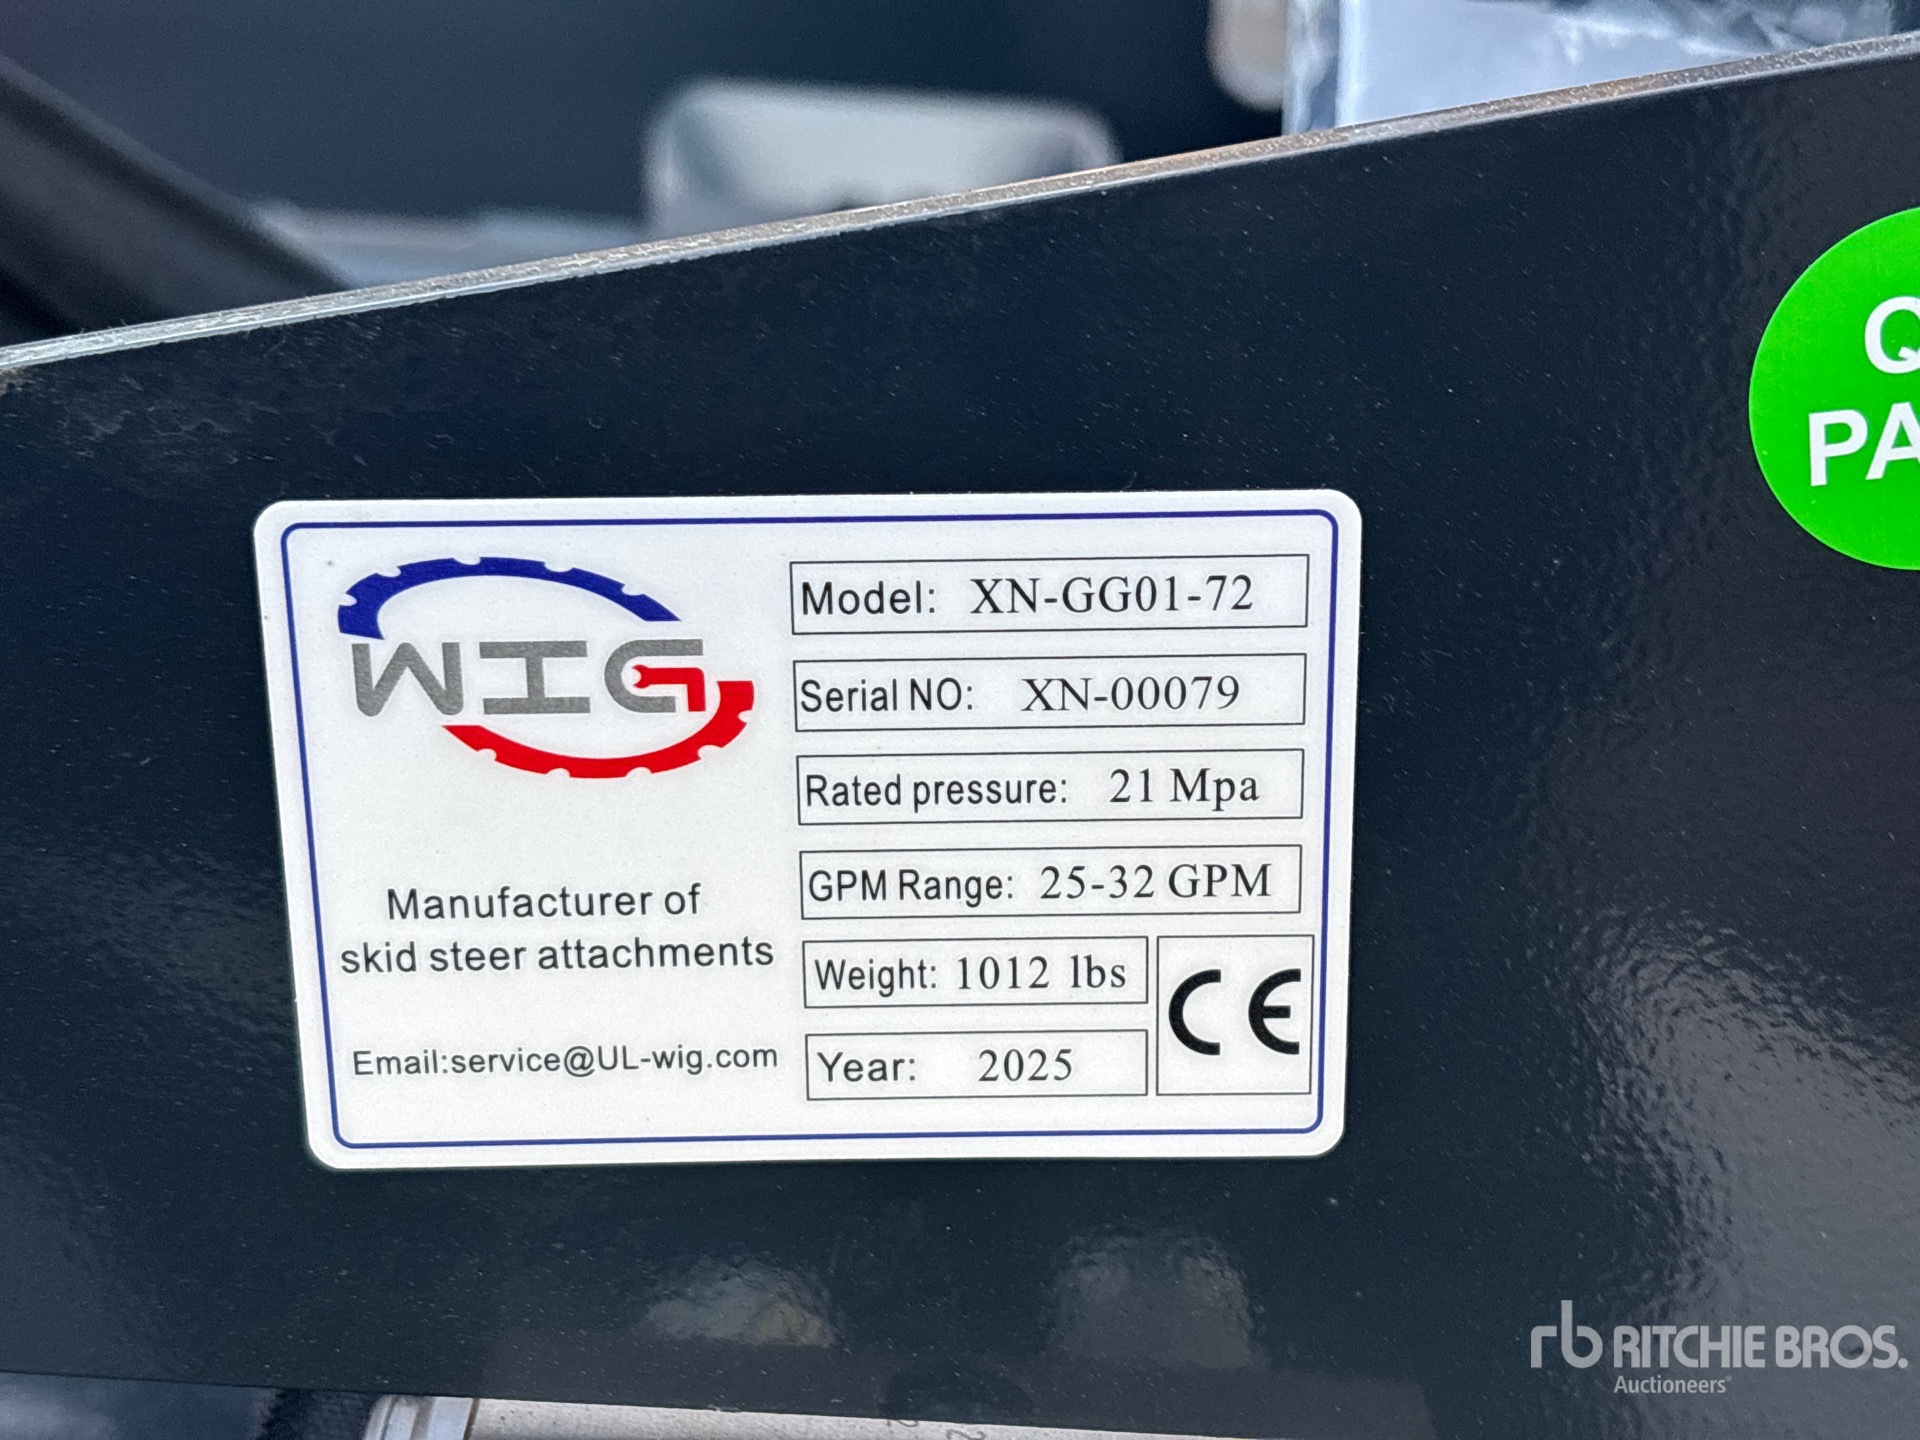 WIG
Manufacturer of
skid steer attachments
Email:service@UL-wig.com
Model: XN-GG01-72
Serial NO: XN-00079
Rated pressure: 21 Mpa
GPM Range: 25-32 GPM
Weight: 1012 lbs
Year: 2025
CE
rb RITCHIE BROS.
Auctioneers